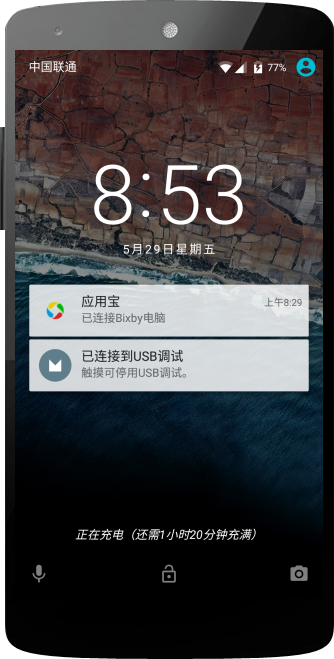 中国联通
77%
8:53
5月29日星期五
应用宝
上午8:29
已连接Bixby电脑
已连接到USB调试
触摸可停用USB调试。
正在充电（还需1小时20分钟充满）